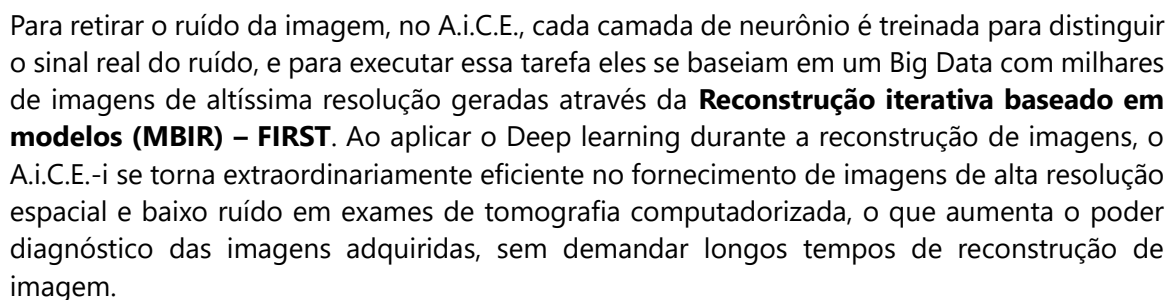 Para retirar o ruído da imagem, no A.i.C.E., cada camada de neurônio é treinada para distinguir
o sinal real do ruído, e para executar essa tarefa eles se baseiam em um Big Data com milhares
de imagens de altíssima resolução geradas através da Reconstrução iterativa baseado em
modelos (MBIR) – FIRST. Ao aplicar o Deep learning durante a reconstrução de imagens, o
A.i.C.E.-i se torna extraordinariamente eficiente no fornecimento de imagens de alta resolução
espacial e baixo ruído em exames de tomografia computadorizada, o que aumenta o poder
diagnóstico das imagens adquiridas, sem demandar longos tempos de reconstrução de
imagem.